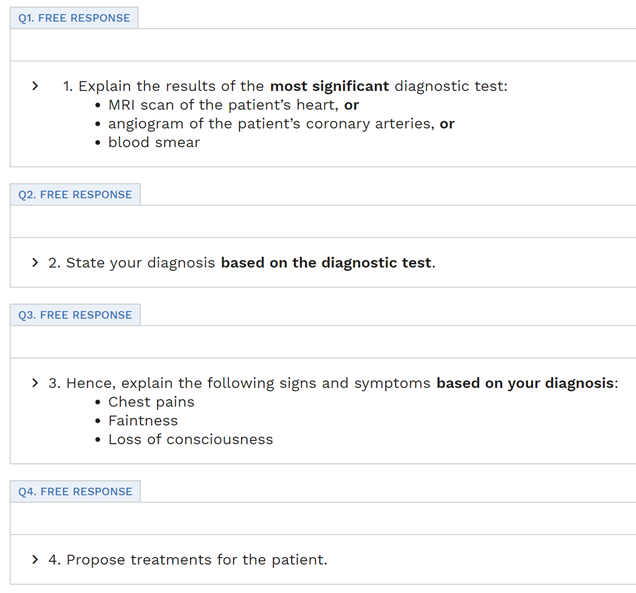 Q1. FREE RESPONSE
1. Explain the results of the most significant diagnostic test:
• MRI scan of the patient's heart, or
• angiogram of the patient's coronary arteries, or
• blood smear
Q2. FREE RESPONSE
2. State your diagnosis based on the diagnostic test.
Q3. FREE RESPONSE
3. Hence, explain the following signs and symptoms based on your diagnosis:
• Chest pains
• Faintness
• Loss of consciousness
Q4. FREE RESPONSE
4. Propose treatments for the patient.